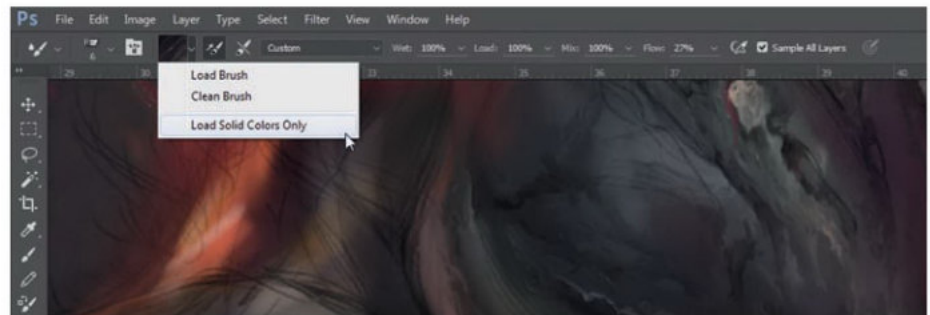 Ps File Edit Image Layer Type Select Filter View Window Help
6 Custom Wet: 100% Load: 100% Mix: 100% Flow: 27% Sample All Layers
29 30 33 34 35 36 37 38 39 40
Load Brush
Clean Brush
Load Solid Colors Only